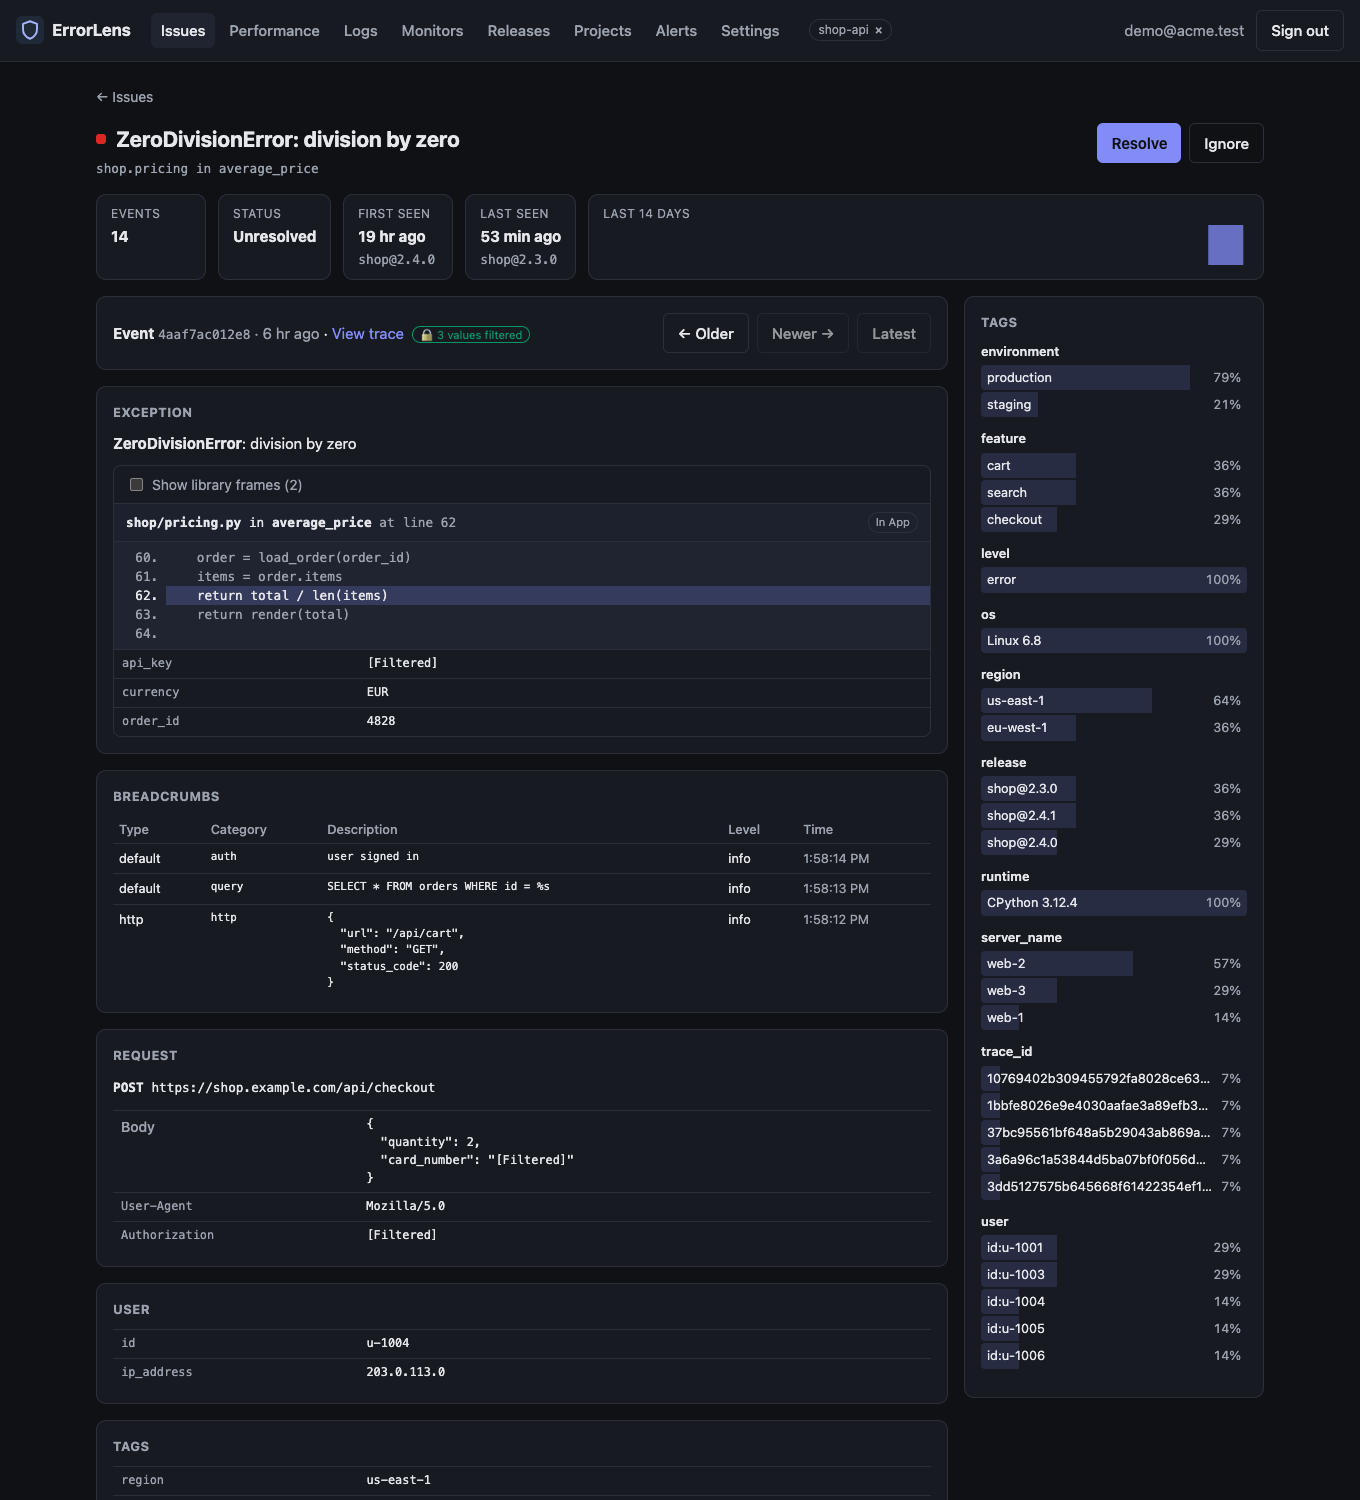 ErrorLens Issues Performance Logs Monitors Releases Projects Alerts Settings shop-api × demo@acme.test Sign out
← Issues
ZeroDivisionError: division by zero
Resolve Ignore
shop.pricing in average_price
EVENTS
14
STATUS
Unresolved
FIRST SEEN
19 hr ago
shop@2.4.0
LAST SEEN
53 min ago
shop@2.3.0
LAST 14 DAYS
Event 4aaf7ac012e8 · 6 hr ago · View trace 🔒 3 values filtered
← Older Newer → Latest
EXCEPTION
ZeroDivisionError: division by zero
Show library frames (2)
shop/pricing.py in average_price at line 62 In App
60. order = load_order(order_id)
61. items = order.items
62. return total / len(items)
63. return render(total)
64.
api_key [Filtered]
currency EUR
order_id 4828
BREADCRUMBS
Type Category Description Level Time
default auth user signed in info 1:58:14 PM
default query SELECT * FROM orders WHERE id = %s info 1:58:13 PM
http http { info 1:58:12 PM
"url": "/api/cart",
"method": "GET",
"status_code": 200
}
REQUEST
POST https://shop.example.com/api/checkout
Body {
"quantity": 2,
"card_number": "[Filtered]"
}
User-Agent Mozilla/5.0
Authorization [Filtered]
USER
id u-1004
ip_address 203.0.113.0
TAGS
region us-east-1
TAGS
environment
production 79%
staging 21%
feature
cart 36%
search 36%
checkout 29%
level
error 100%
os
Linux 6.8 100%
region
us-east-1 64%
eu-west-1 36%
release
shop@2.3.0 36%
shop@2.4.1 36%
shop@2.4.0 29%
runtime
CPython 3.12.4 100%
server_name
web-2 57%
web-3 29%
web-1 14%
trace_id
10769402b309455792fa8028ce63... 7%
1bbfe8026e9e4030aafae3a89efb3... 7%
37bc95561bf648a5b29043ab869a... 7%
3a6a96c1a53844d5ba07bf0f056d... 7%
3dd5127575b645668f61422354ef1... 7%
user
id:u-1001 29%
id:u-1003 29%
id:u-1004 14%
id:u-1005 14%
id:u-1006 14%